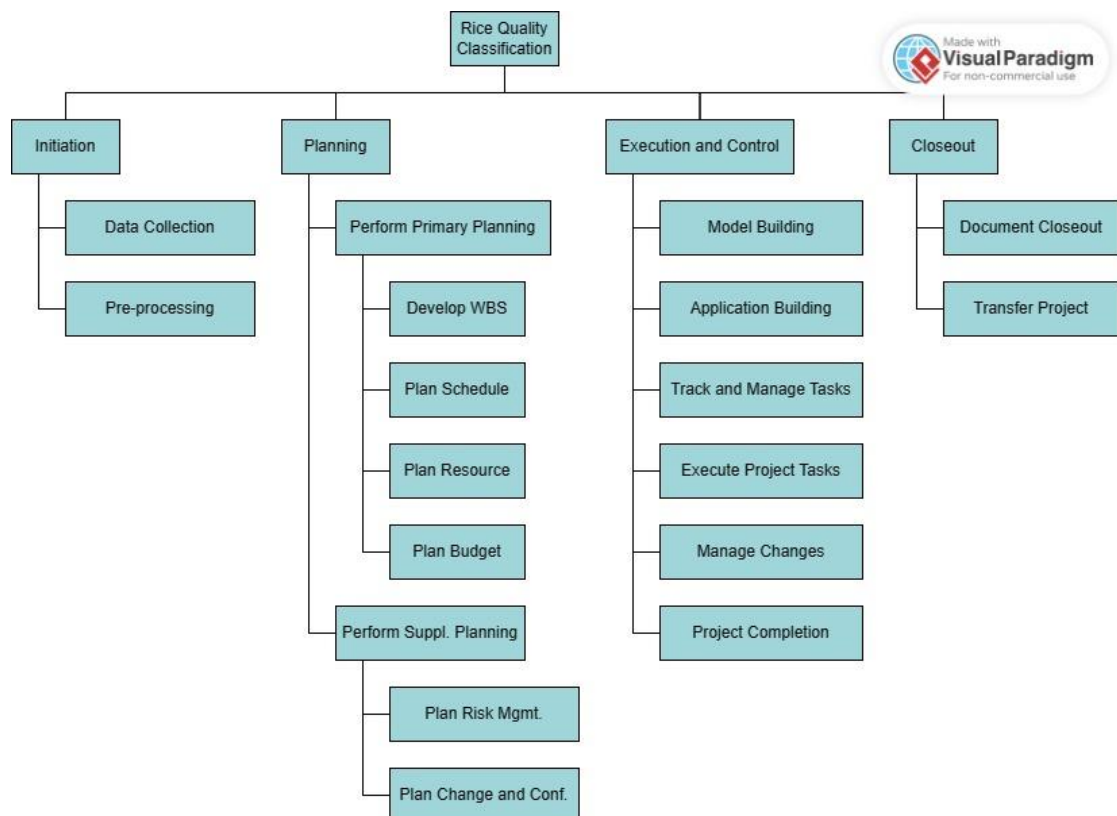 Rice Quality
Classification
Made with
Visual Paradigm
For non-commercial use
Initiation
Planning
Execution and Control
Closeout
Data Collection
Perform Primary Planning
Model Building
Document Closeout
Pre-processing
Develop WBS
Application Building
Transfer Project
Plan Schedule
Track and Manage Tasks
Plan Resource
Execute Project Tasks
Plan Budget
Manage Changes
Perform Suppl. Planning
Project Completion
Plan Risk Mgmt.
Plan Change and Conf.